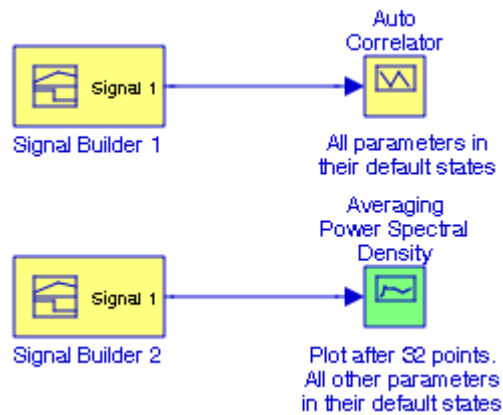 Auto
Correlator
Signal 1
Signal Builder 1
All parameters in
their default states
Averaging
Power Spectral
Density
Signal 1
Signal Builder 2
Plot after 32 points.
All other parameters
in their default states